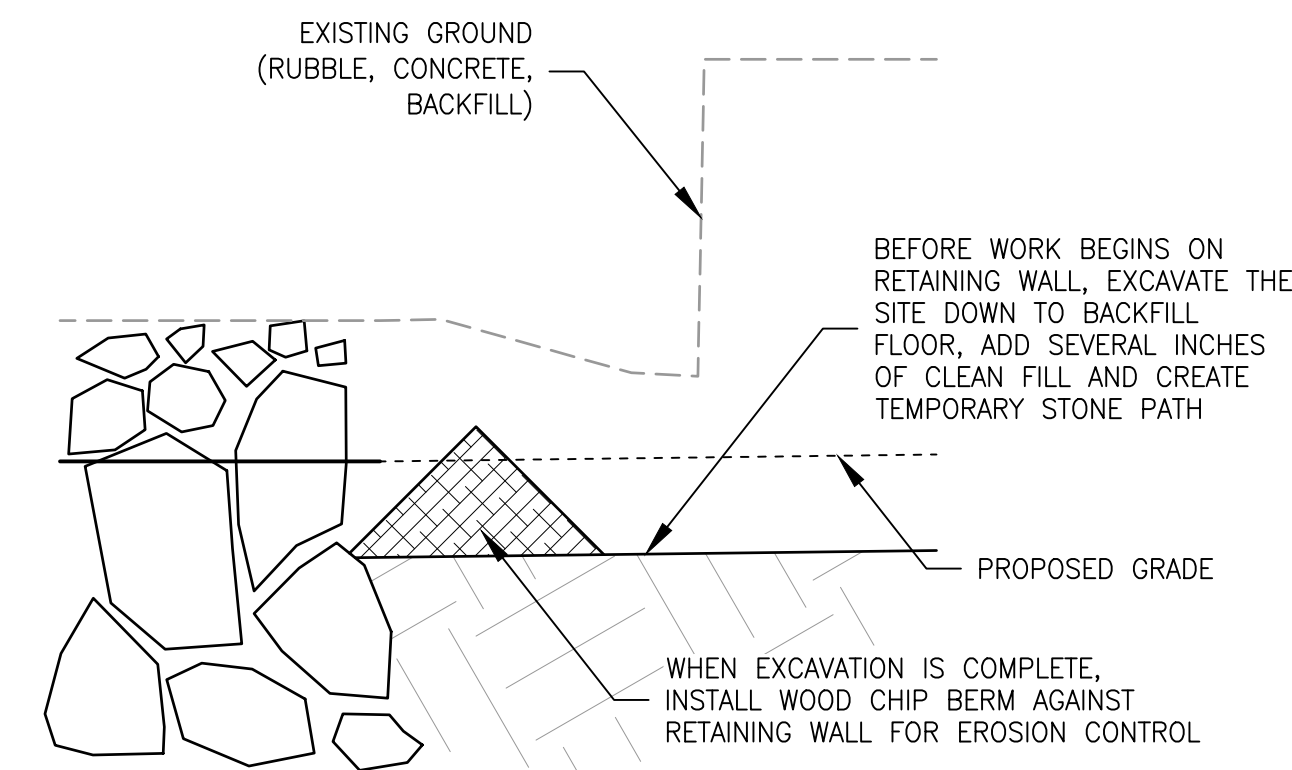 EXISTING GROUND
(RUBBLE, CONCRETE,
BACKFILL)
BEFORE WORK BEGINS ON
RETAINING WALL, EXCAVATE THE
SITE DOWN TO BACKFILL
FLOOR, ADD SEVERAL INCHES
OF CLEAN FILL AND CREATE
TEMPORARY STONE PATH
PROPOSED GRADE
WHEN EXCAVATION IS COMPLETE,
INSTALL WOOD CHIP BERM AGAINST
RETAINING WALL FOR EROSION CONTROL